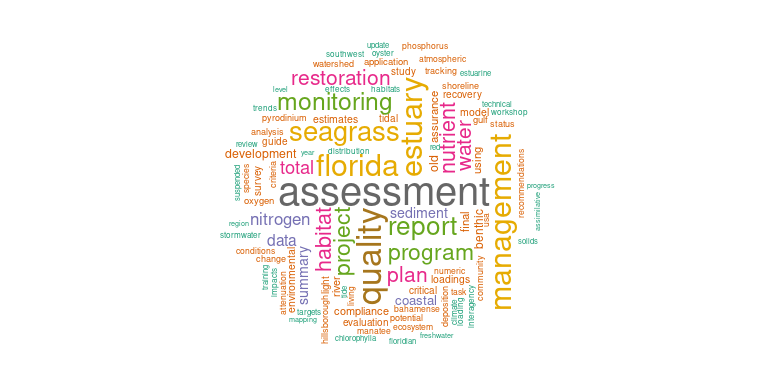 update
phosphorus
southwest
oyster
watershed
application
atmospheric
restoration
study
tracking
estuarine
level
effects
habitats
shoreline
recovery
monitoring
estuary
assurance
nutrient
technical
trends
pyrodinium
estimates
tidal
model
workshop
gulf
status
analysis
seagrass
water
review
guide
year
distribution
red
old
using
management
development
total
florida
suspended
species
criteria
survey
oxygen
assessment
recommendations
progress
assimilative
region
nitrogen
habitat
project
quality
sediment
report
final
benthic
usa
stormwater
data
solids
conditions
change
summary
environmental
program
training
impacts
attenuation
light
river
tide
living
plan
numeric
loadings
community
targets
mapping
hillsborough
compliance
coastal
critical
task
deposition
climate
loading
interagency
evaluation
bahamense
potential
manatee
ecosystem
chlorophylla
floridian
freshwater